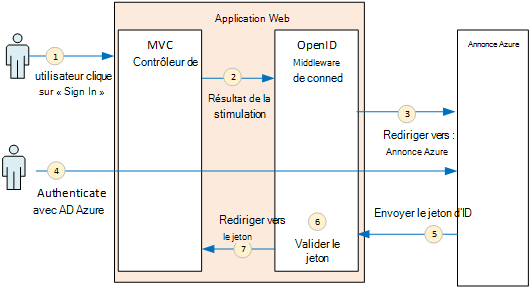 Application Web
MVC
Contrôleur de
OpenID
Middleware
de conned
Annonce Azure
1
utilisateur clique
sur « Sign In »
2
Résultat de la
stimulation
3
Rediriger vers :
Annonce Azure
4
Authenticate
avec AD Azure
Envoyer le jeton d'ID
5
6
Valider le
jeton
Rediriger vers
le jeton
7